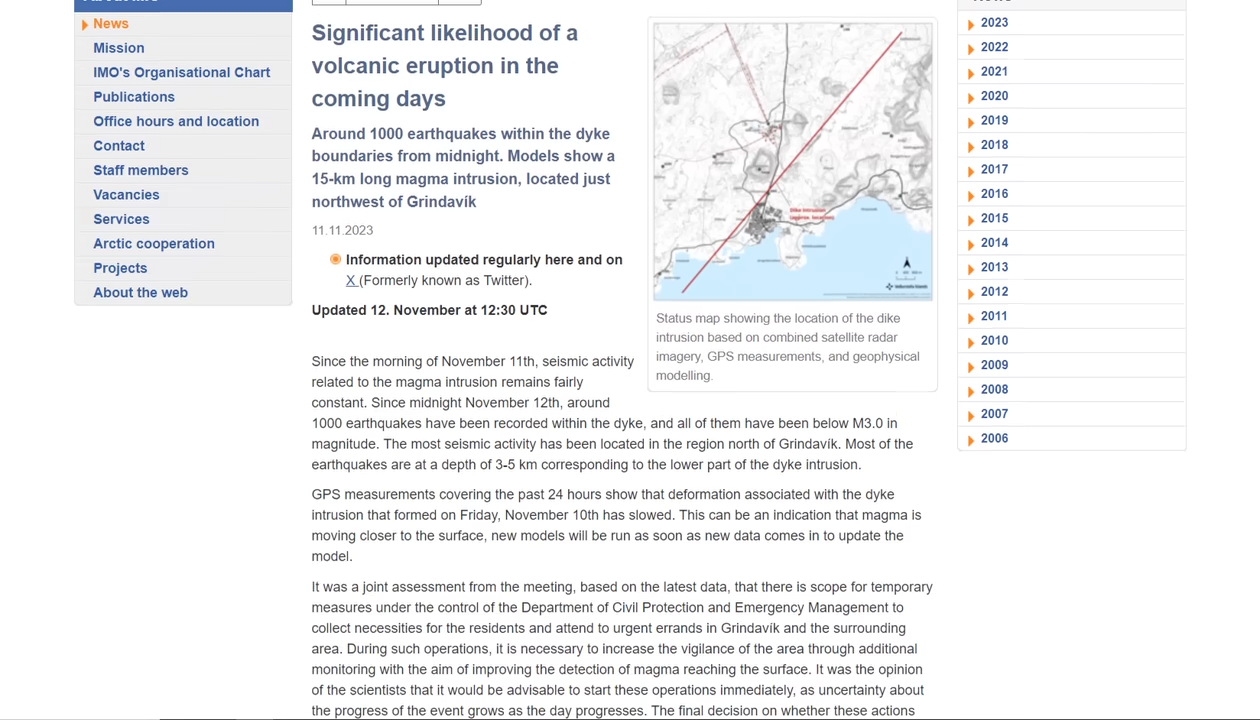 News
Mission
IMO's Organisational Chart
Publications
Office hours and location
Contact
Staff members
Vacancies
Services
Arctic cooperation
Projects
About the web
Significant likelihood of a
volcanic eruption in the
coming days
Around 1000 earthquakes within the dyke
boundaries from midnight. Models show a
15-km long magma intrusion, located just
northwest of Grindavík
11.11.2023
Information updated regularly here and on
X (Formerly known as Twitter).
Updated 12. November at 12:30 UTC
Status map showing the location of the dike
intrusion based on combined satellite radar
imagery, GPS measurements, and geophysical
modelling.
Since the morning of November 11th, seismic activity
related to the magma intrusion remains fairly
constant. Since midnight November 12th, around
1000 earthquakes have been recorded within the dyke, and all of them have been below M3.0 in
magnitude. The most seismic activity has been located in the region north of Grindavík. Most of the
earthquakes are at a depth of 3-5 km corresponding to the lower part of the dyke intrusion.
GPS measurements covering the past 24 hours show that deformation associated with the dyke
intrusion that formed on Friday, November 10th has slowed. This can be an indication that magma is
moving closer to the surface, new models will be run as soon as new data comes in to update the
model.
It was a joint assessment from the meeting, based on the latest data, that there is scope for temporary
measures under the control of the Department of Civil Protection and Emergency Management to
collect necessities for the residents and attend to urgent errands in Grindavík and the surrounding
area. During such operations, it is necessary to increase the vigilance of the area through additional
monitoring with the aim of improving the detection of magma reaching the surface. It was the opinion
of the scientists that it would be advisable to start these operations immediately, as uncertainty about
the progress of the event grows as the day progresses. The final decision on whether these actions
2023
2022
2021
2020
2019
2018
2017
2016
2015
2014
2013
2012
2011
2010
2009
2008
2007
2006